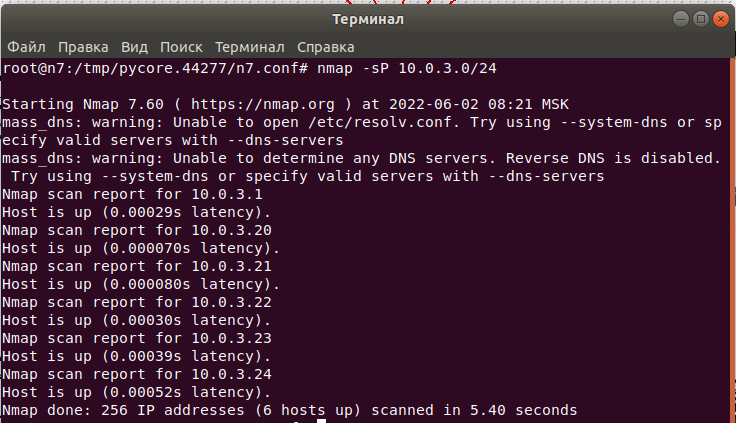 Терминал
Файл Правка Вид Поиск Терминал Справка
root@n7:/tmp/pycore.44277/n7.conf# nmap -sP 10.0.3.0/24
Starting Nmap 7.60 ( https://nmap.org ) at 2022-06-02 08:21 MSK
mass_dns: warning: Unable to open /etc/resolv.conf. Try using --system-dns or sp
ecify valid servers with --dns-servers
mass_dns: warning: Unable to determine any DNS servers. Reverse DNS is disabled.
 Try using --system-dns or specify valid servers with --dns-servers
Nmap scan report for 10.0.3.1
Host is up (0.00029s latency).
Nmap scan report for 10.0.3.20
Host is up (0.000070s latency).
Nmap scan report for 10.0.3.21
Host is up (0.000080s latency).
Nmap scan report for 10.0.3.22
Host is up (0.00030s latency).
Nmap scan report for 10.0.3.23
Host is up (0.00039s latency).
Nmap scan report for 10.0.3.24
Host is up (0.00052s latency).
Nmap done: 256 IP addresses (6 hosts up) scanned in 5.40 seconds